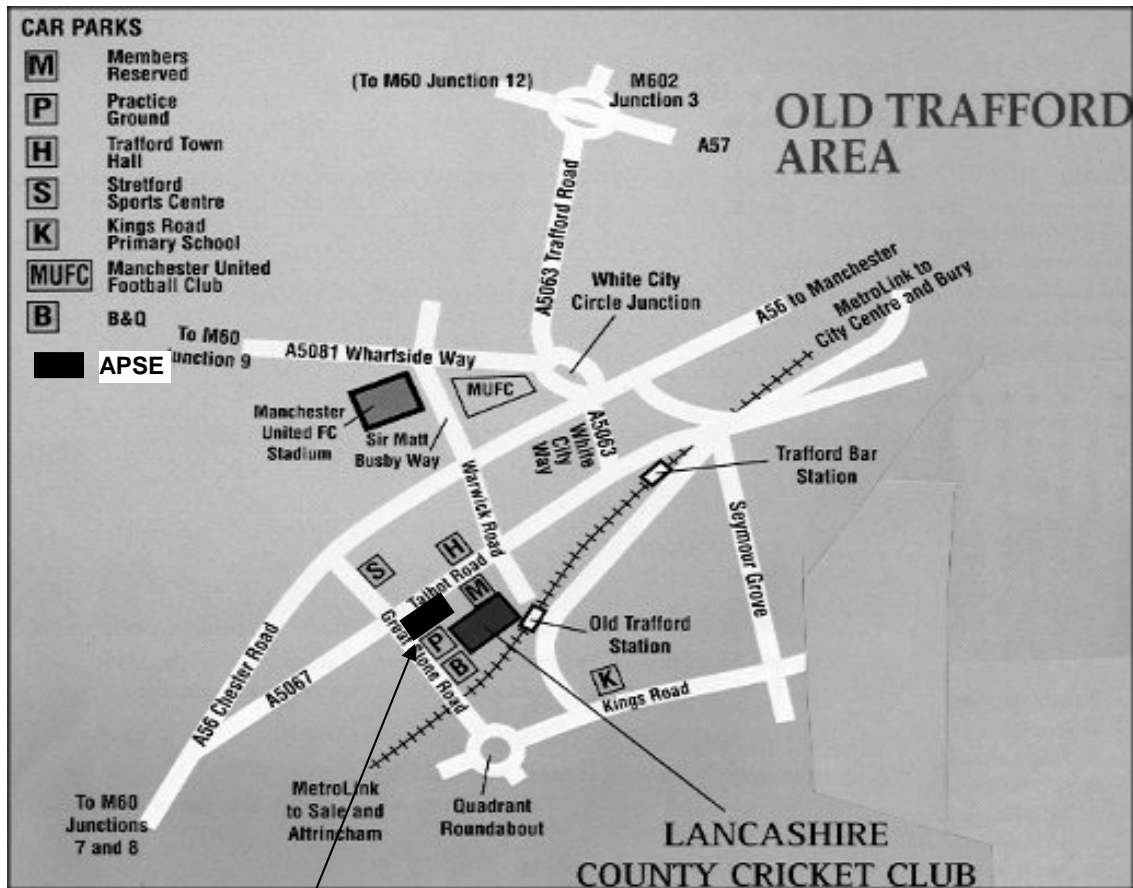 CAR PARKS
M Members
Reserved
P Practice
Ground
H Trafford Town
Hall
S Stretford
Sports Centre
K Kings Road
Primary School
MUFC Manchester United
Football Club
B B&Q
APSE
OLD TRAFFORD
AREA
(To M60 Junction 12)
M602
Junction 3
A57
A5063 Trafford Road
White City
Circle Junction
A56 to Manchester
MetroLink to
City Centre and Bury
To M60
Junction 9
A5081 Wharfside Way
MUFC
Manchester
United FC
Stadium
Sir Matt
Busby Way
A5063
White
City
Way
Warwick Road
Trafford Bar
Station
Seymour Grove
S
H
Talbot Road
M
P
B
Great Stone Road
Old Trafford
Station
K
Kings Road
A56 Chester Road
A5067
To M60
Junctions
7 and 8
MetroLink
to Sale and
Altrincham
Quadrant
Roundabout
LANCASHIRE
COUNTY CRICKET CLUB